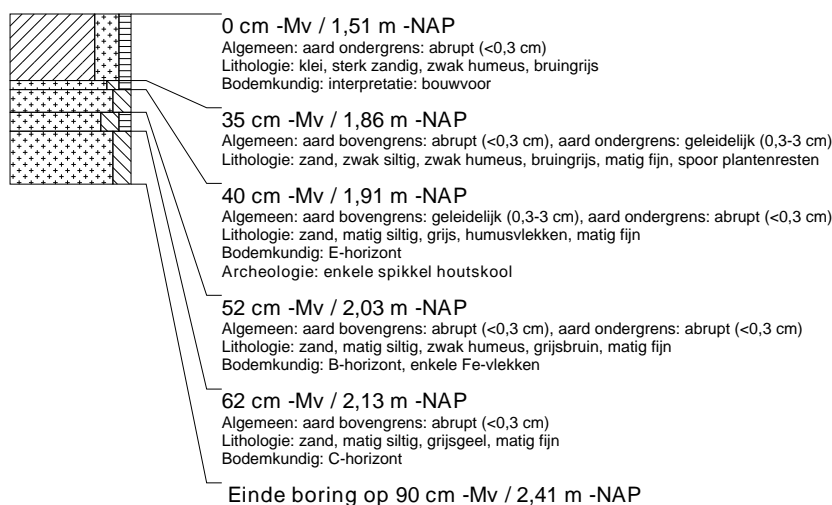 0 cm -Mv / 1,51 m -NAP
Algemeen: aard ondergrens: abrupt (<0,3 cm)
Lithologie: klei, sterk zandig, zwak humeus, bruingrijs
Bodemkundig: interpretatie: bouwvoor
35 cm -Mv / 1,86 m -NAP
Algemeen: aard bovengrens: abrupt (<0,3 cm), aard ondergrens: geleidelijk (0,3-3 cm)
Lithologie: zand, zwak siltig, zwak humeus, bruingrijs, matig fijn, spoor plantenresten
40 cm -Mv / 1,91 m -NAP
Algemeen: aard bovengrens: geleidelijk (0,3-3 cm), aard ondergrens: abrupt (<0,3 cm)
Lithologie: zand, matig siltig, grijs, humusvlekken, matig fijn
Bodemkundig: E-horizont
Archeologie: enkele spikkel houtskool
52 cm -Mv / 2,03 m -NAP
Algemeen: aard bovengrens: abrupt (<0,3 cm), aard ondergrens: abrupt (<0,3 cm)
Lithologie: zand, matig siltig, zwak humeus, grijsbruin, matig fijn
Bodemkundig: B-horizont, enkele Fe-vlekken
62 cm -Mv / 2,13 m -NAP
Algemeen: aard bovengrens: abrupt (<0,3 cm)
Lithologie: zand, matig siltig, grijsgeel, matig fijn
Bodemkundig: C-horizont
Einde boring op 90 cm -Mv / 2,41 m -NAP